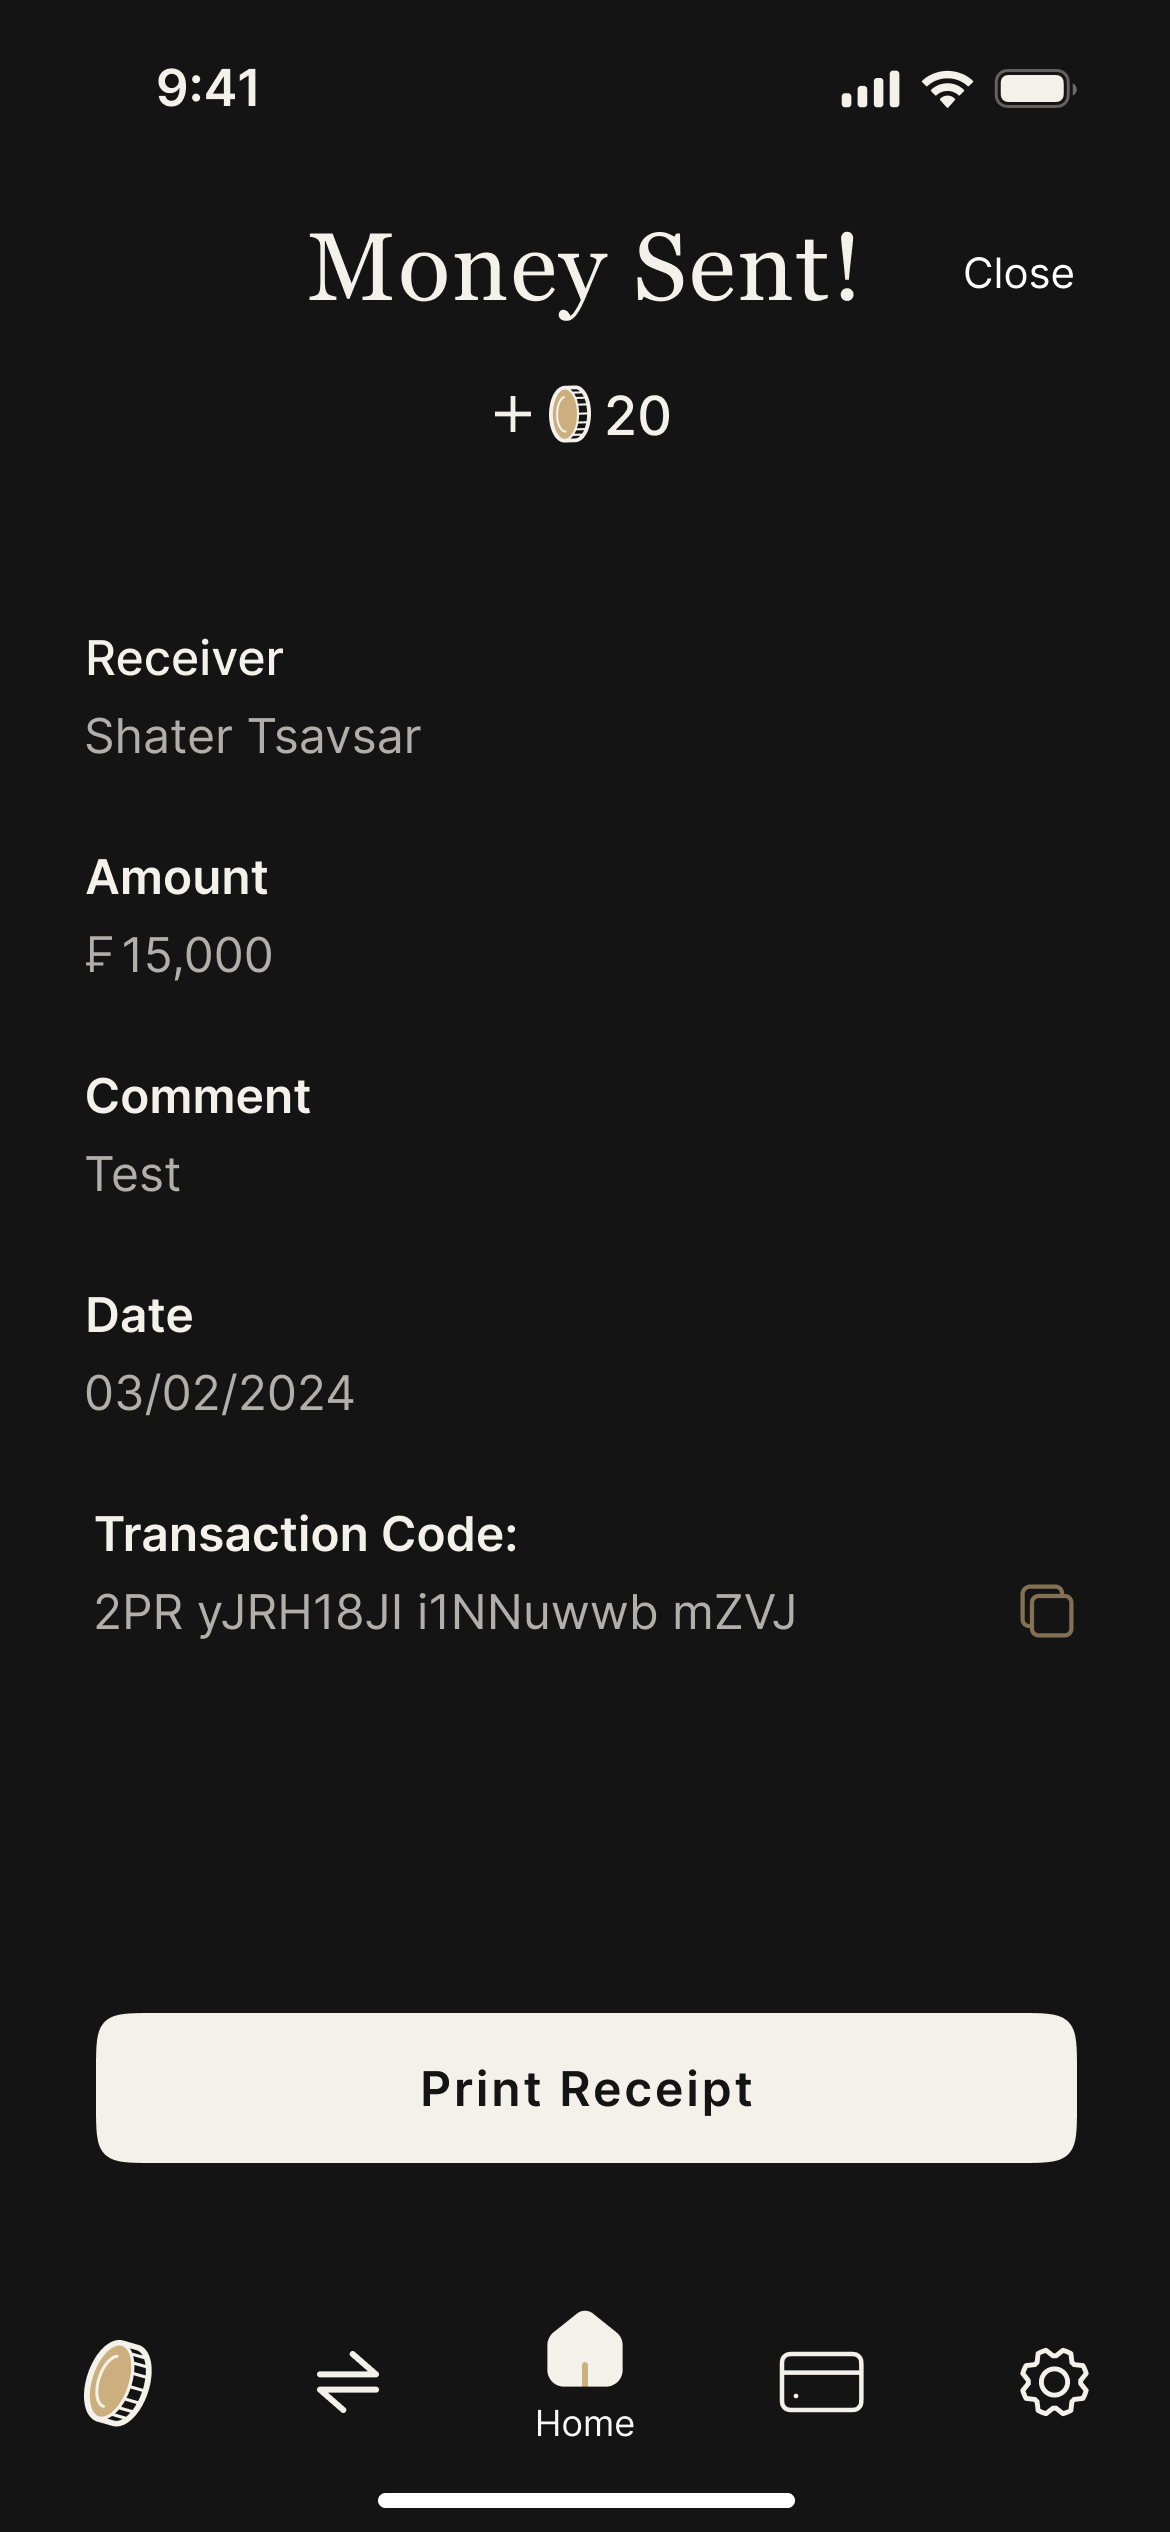 9:41
Money Sent!
Close
+ 20
Receiver
Shater Tsavsar
Amount
₣ 15,000
Comment
Test
Date
03/02/2024
Transaction Code:
2PR yJRH18JI i1NNuwwb mZVJ
Print Receipt
Home